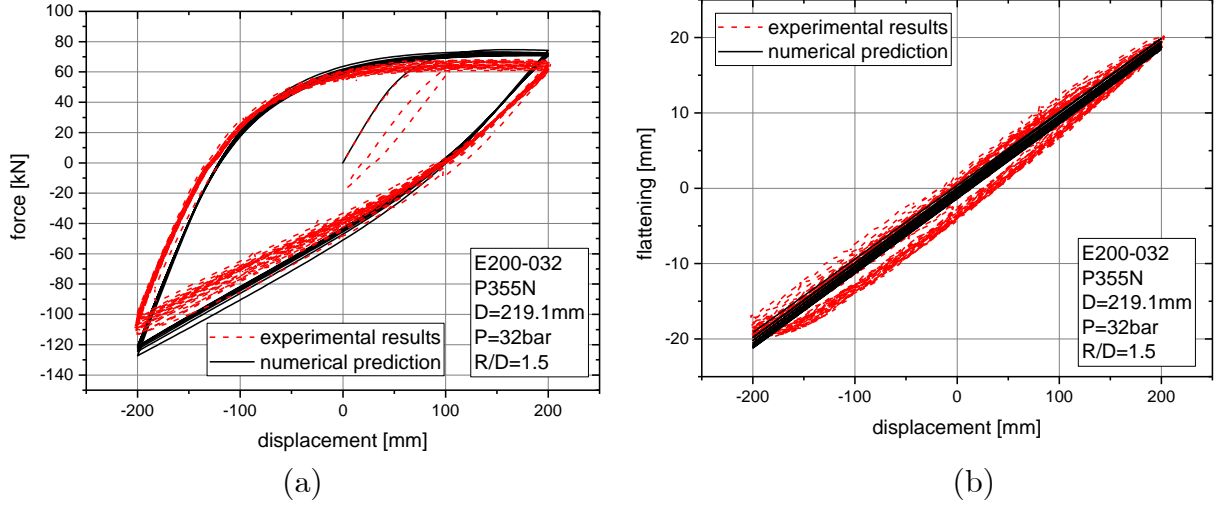 100
80
60
40
20
0
-20
-40
-60
-80
-100
-120
-140
force [kN]
-200
-100
0
100
200
displacement [mm]
experimental results
numerical prediction
E200-032
P355N
D=219.1mm
P=32bar
R/D=1.5
(a)
experimental results
numerical prediction
20
10
0
-10
-20
flattening [mm]
-200
-100
0
100
200
displacement [mm]
E200-032
P355N
D=219.1mm
P=32bar
R/D=1.5
(b)